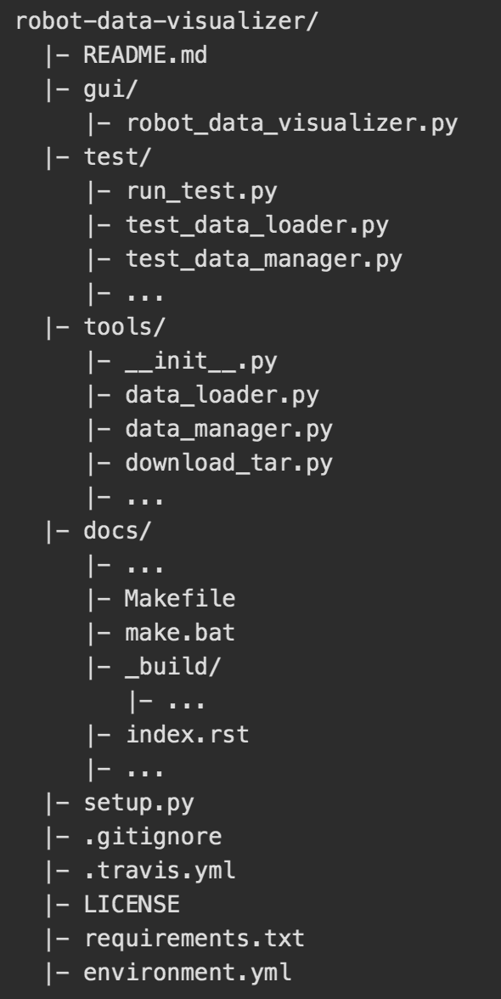 robot-data-visualizer/
  |- README.md
  |- gui/
     |- robot_data_visualizer.py
  |- test/
     |- run_test.py
     |- test_data_loader.py
     |- test_data_manager.py
     |- ...
  |- tools/
     |- __init__.py
     |- data_loader.py
     |- data_manager.py
     |- download_tar.py
     |- ...
  |- docs/
     |- ...
     |- Makefile
     |- make.bat
     |- _build/
        |- ...
     |- index.rst
     |- ...
  |- setup.py
  |- .gitignore
  |- .travis.yml
  |- LICENSE
  |- requirements.txt
  |- environment.yml